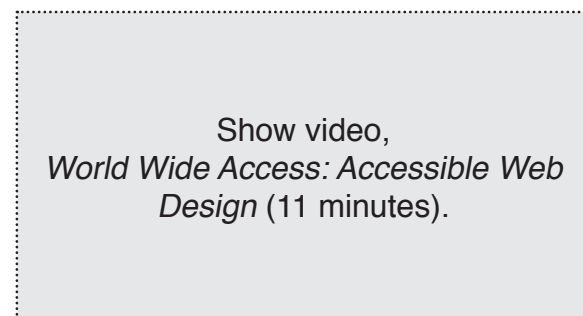 Show video,
World Wide Access: Accessible Web
Design (11 minutes).